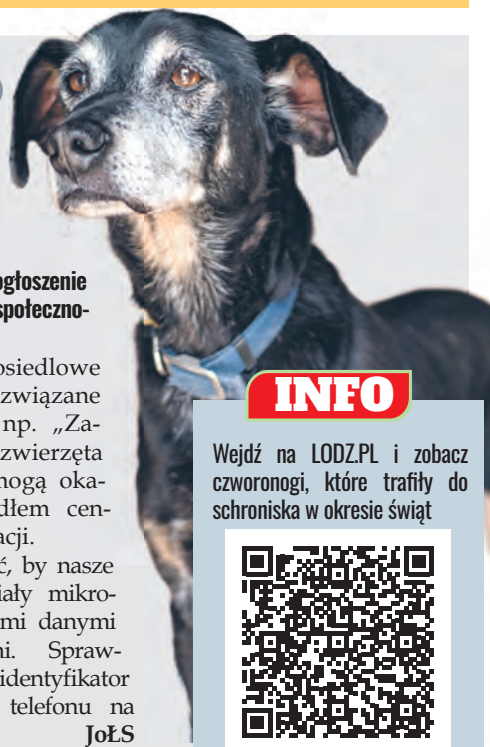 ogłoszenie
społeczno-
osiedlowe
związane
np. „Za-
zwierzęta
mogą oka-
dłem cen-
acji.
ć, by nasze
iały mikro-
mi danymi
ni. Spraw-
identyfikator
telefonu na
JoŁS
INFO
Wejdź na LODZ.PL i zobacz
czworonogi, które trafiły do
schroniska w okresie świąt